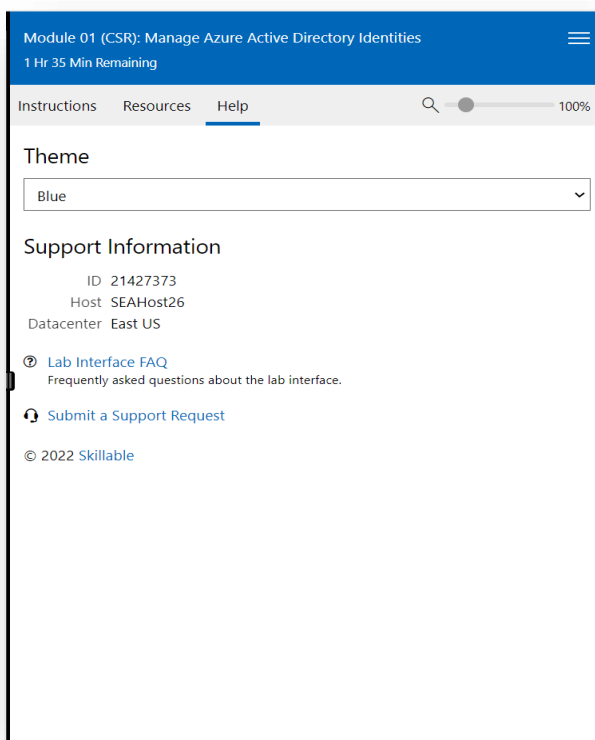 Module 01 (CSR): Manage Azure Active Directory Identities
1 Hr 35 Min Remaining
Instructions Resources Help 100%
Theme
Blue
Support Information
ID 21427373
Host SEAHost26
Datacenter East US
Lab Interface FAQ
Frequently asked questions about the lab interface.
Submit a Support Request
© 2022 Skillable